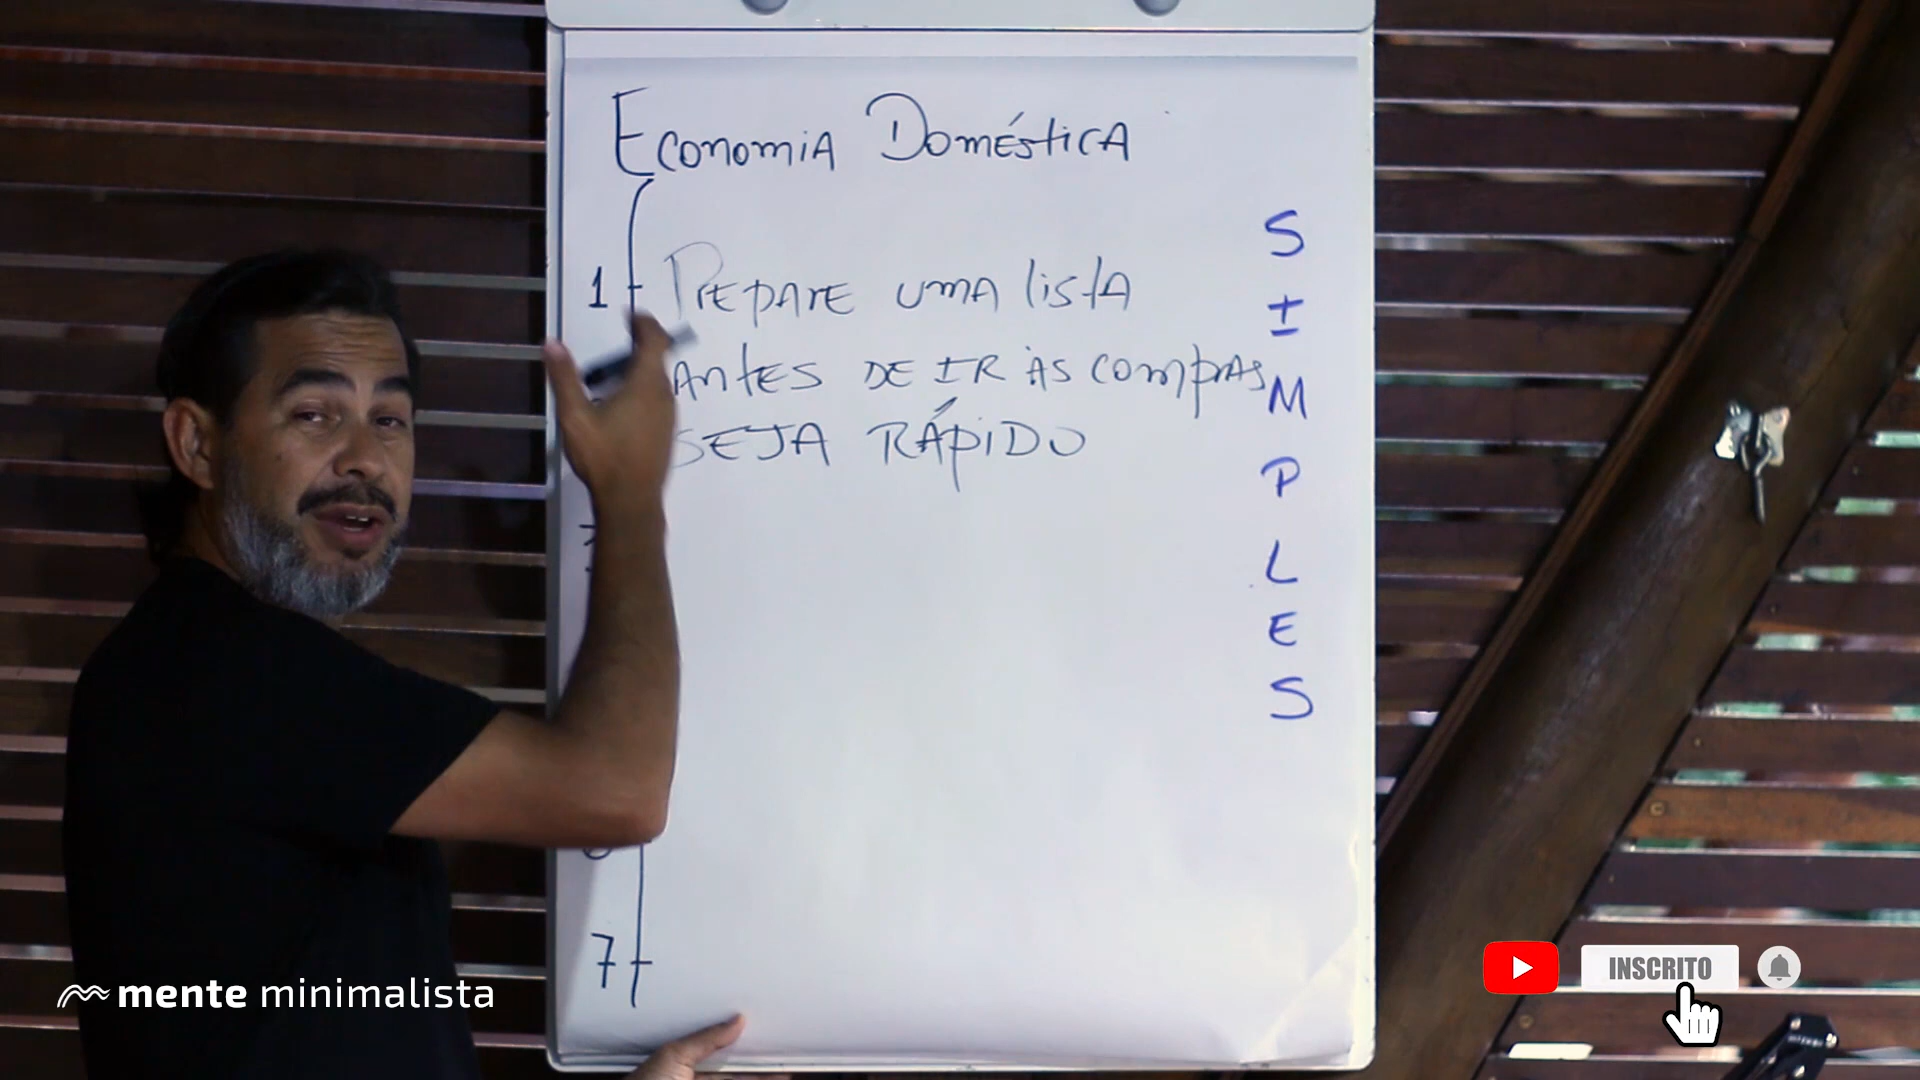 Economia Doméstica
1 Prepare uma lista
antes de ir às compras
seja rápido
7
S
I
M
P
L
E
S
mente minimalista
INSCRITO